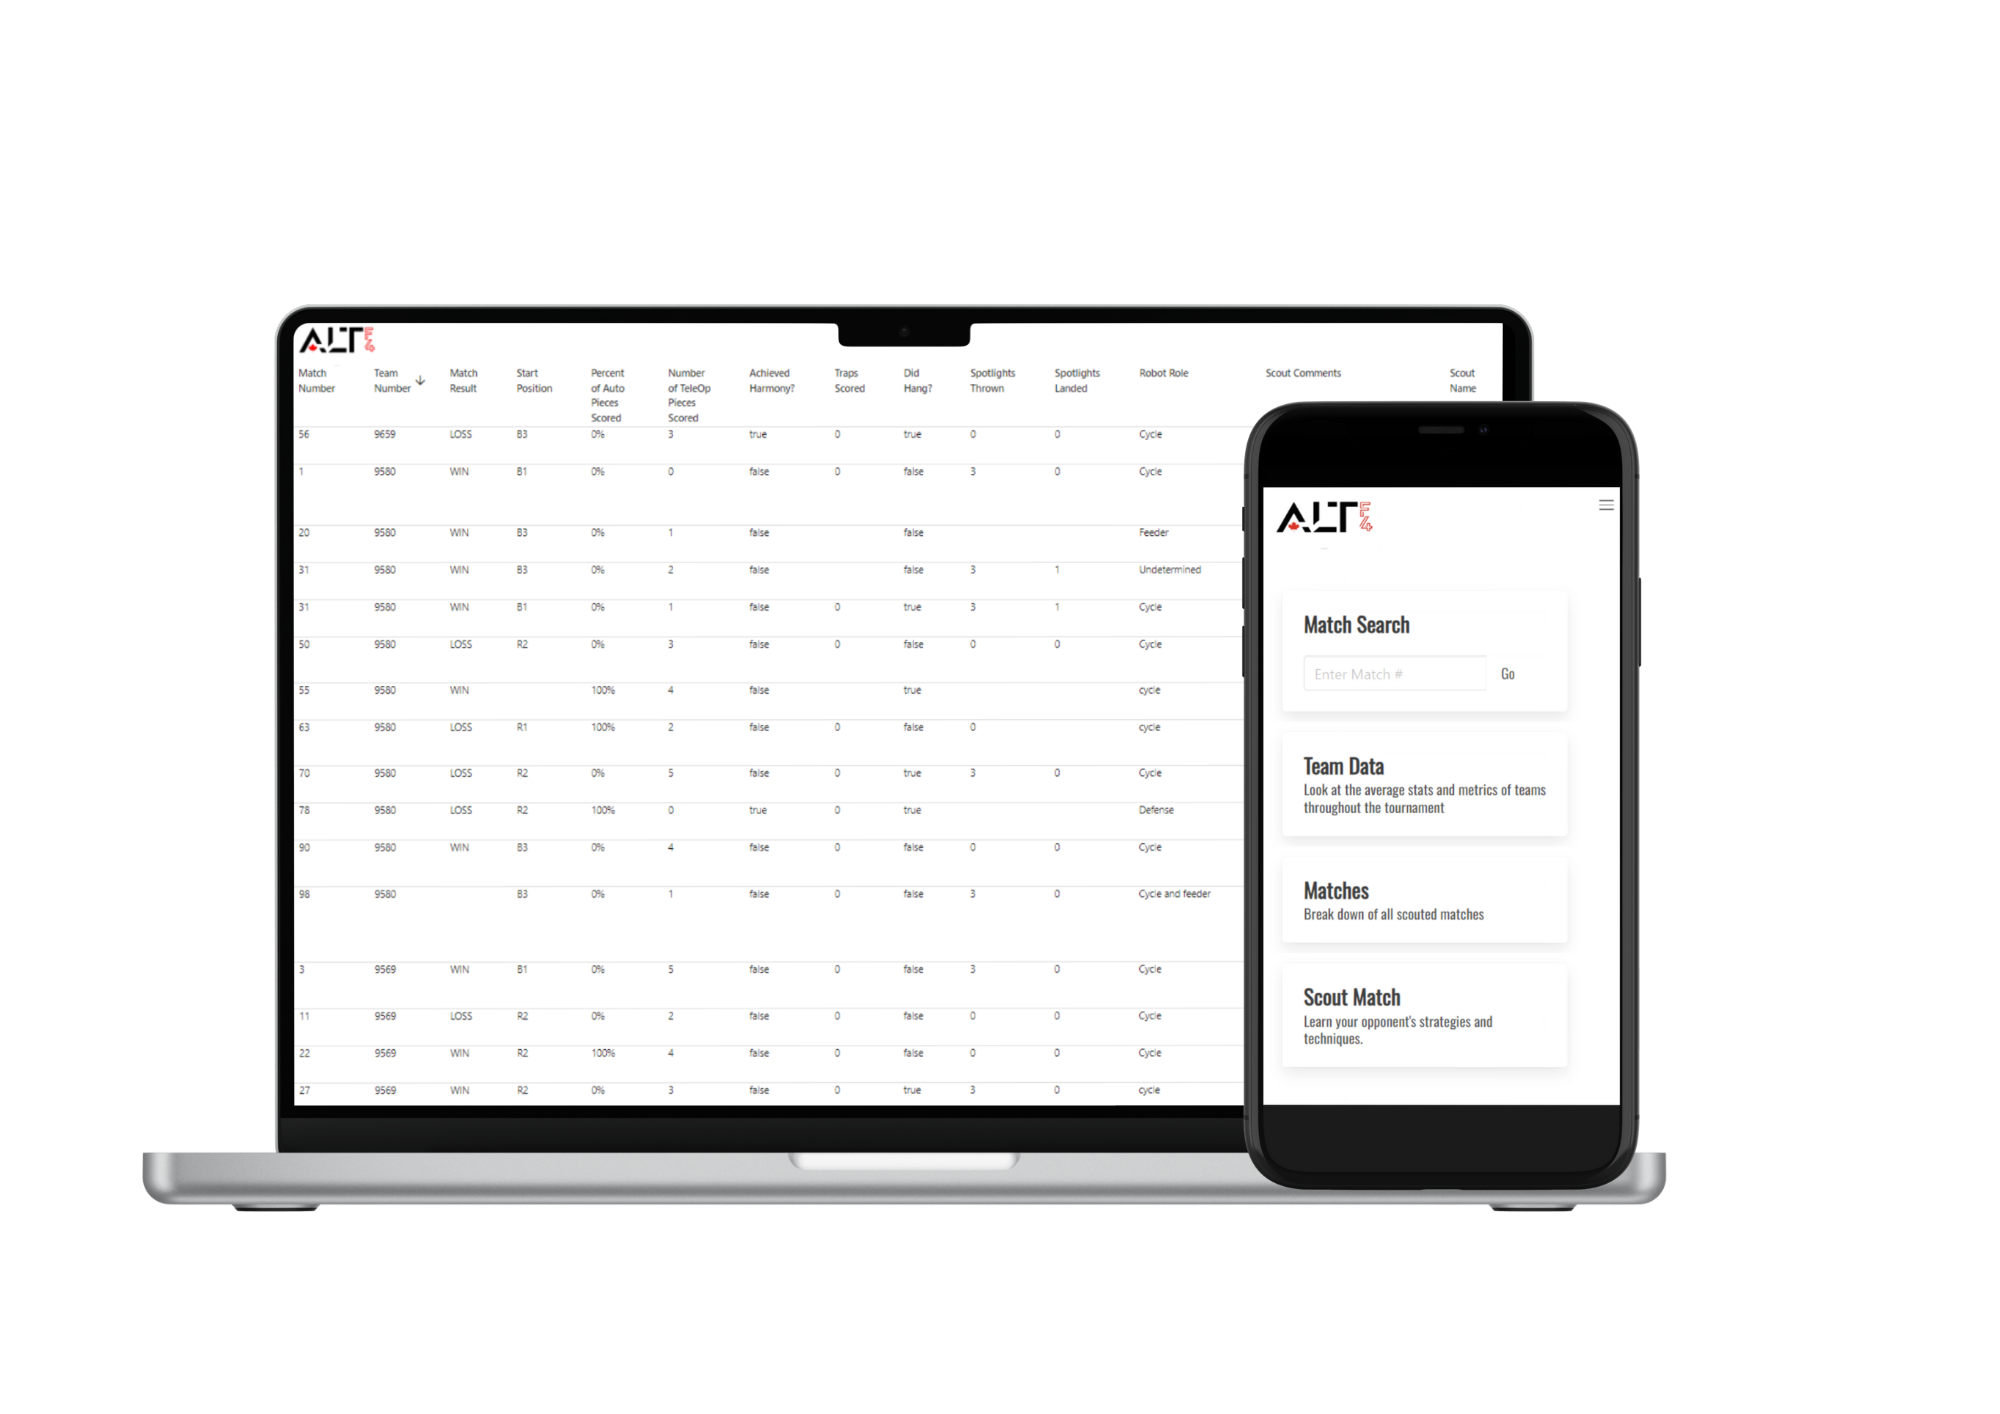 ALT F4
Match Number	Team Number ↓	Match Result	Start Position	Percent of Auto Pieces Scored	Number of TeleOp Pieces Scored	Achieved Harmony?	Traps Scored	Did Hang?	Spotlights Thrown	Spotlights Landed	Robot Role	Scout Comments	Scout Name
56	9659	LOSS	B3	0%	3	true	0	true	0	0	Cycle
1	9580	WIN	B1	0%	0	false	0	false	3	0	Cycle
20	9580	WIN	B3	0%	1	false		false			Feeder
31	9580	WIN	B3	0%	2	false		false	3	1	Undetermined
31	9580	WIN	B1	0%	1	false	0	true	3	1	Cycle
50	9580	LOSS	R2	0%	3	false	0	false	0	0	Cycle
55	9580	WIN		100%	4	false		true			cycle
63	9580	LOSS	R1	100%	2	false	0	false	0		cycle
70	9580	LOSS	R2	0%	5	false	0	true	3	0	Cycle
78	9580	LOSS	R2	100%	0	true	0	true			Defense
90	9580	WIN	B3	0%	4	false	0	false	0	0	Cycle
98	9580		B3	0%	1	false	0	false	3	0	Cycle and feeder
3	9569	WIN	B1	0%	5	false	0	false	3	0	Cycle
11	9569	LOSS	R2	0%	2	false	0	false	0	0	Cycle
22	9569	WIN	R2	100%	4	false	0	false	0	0	Cycle
27	9569	WIN	R2	0%	3	false	0	true	3	0	cycle
ALT F4
Match Search
Enter Match #	Go
Team Data
Look at the average stats and metrics of teams
throughout the tournament
Matches
Break down of all scouted matches
Scout Match
Learn your opponent's strategies and
techniques.